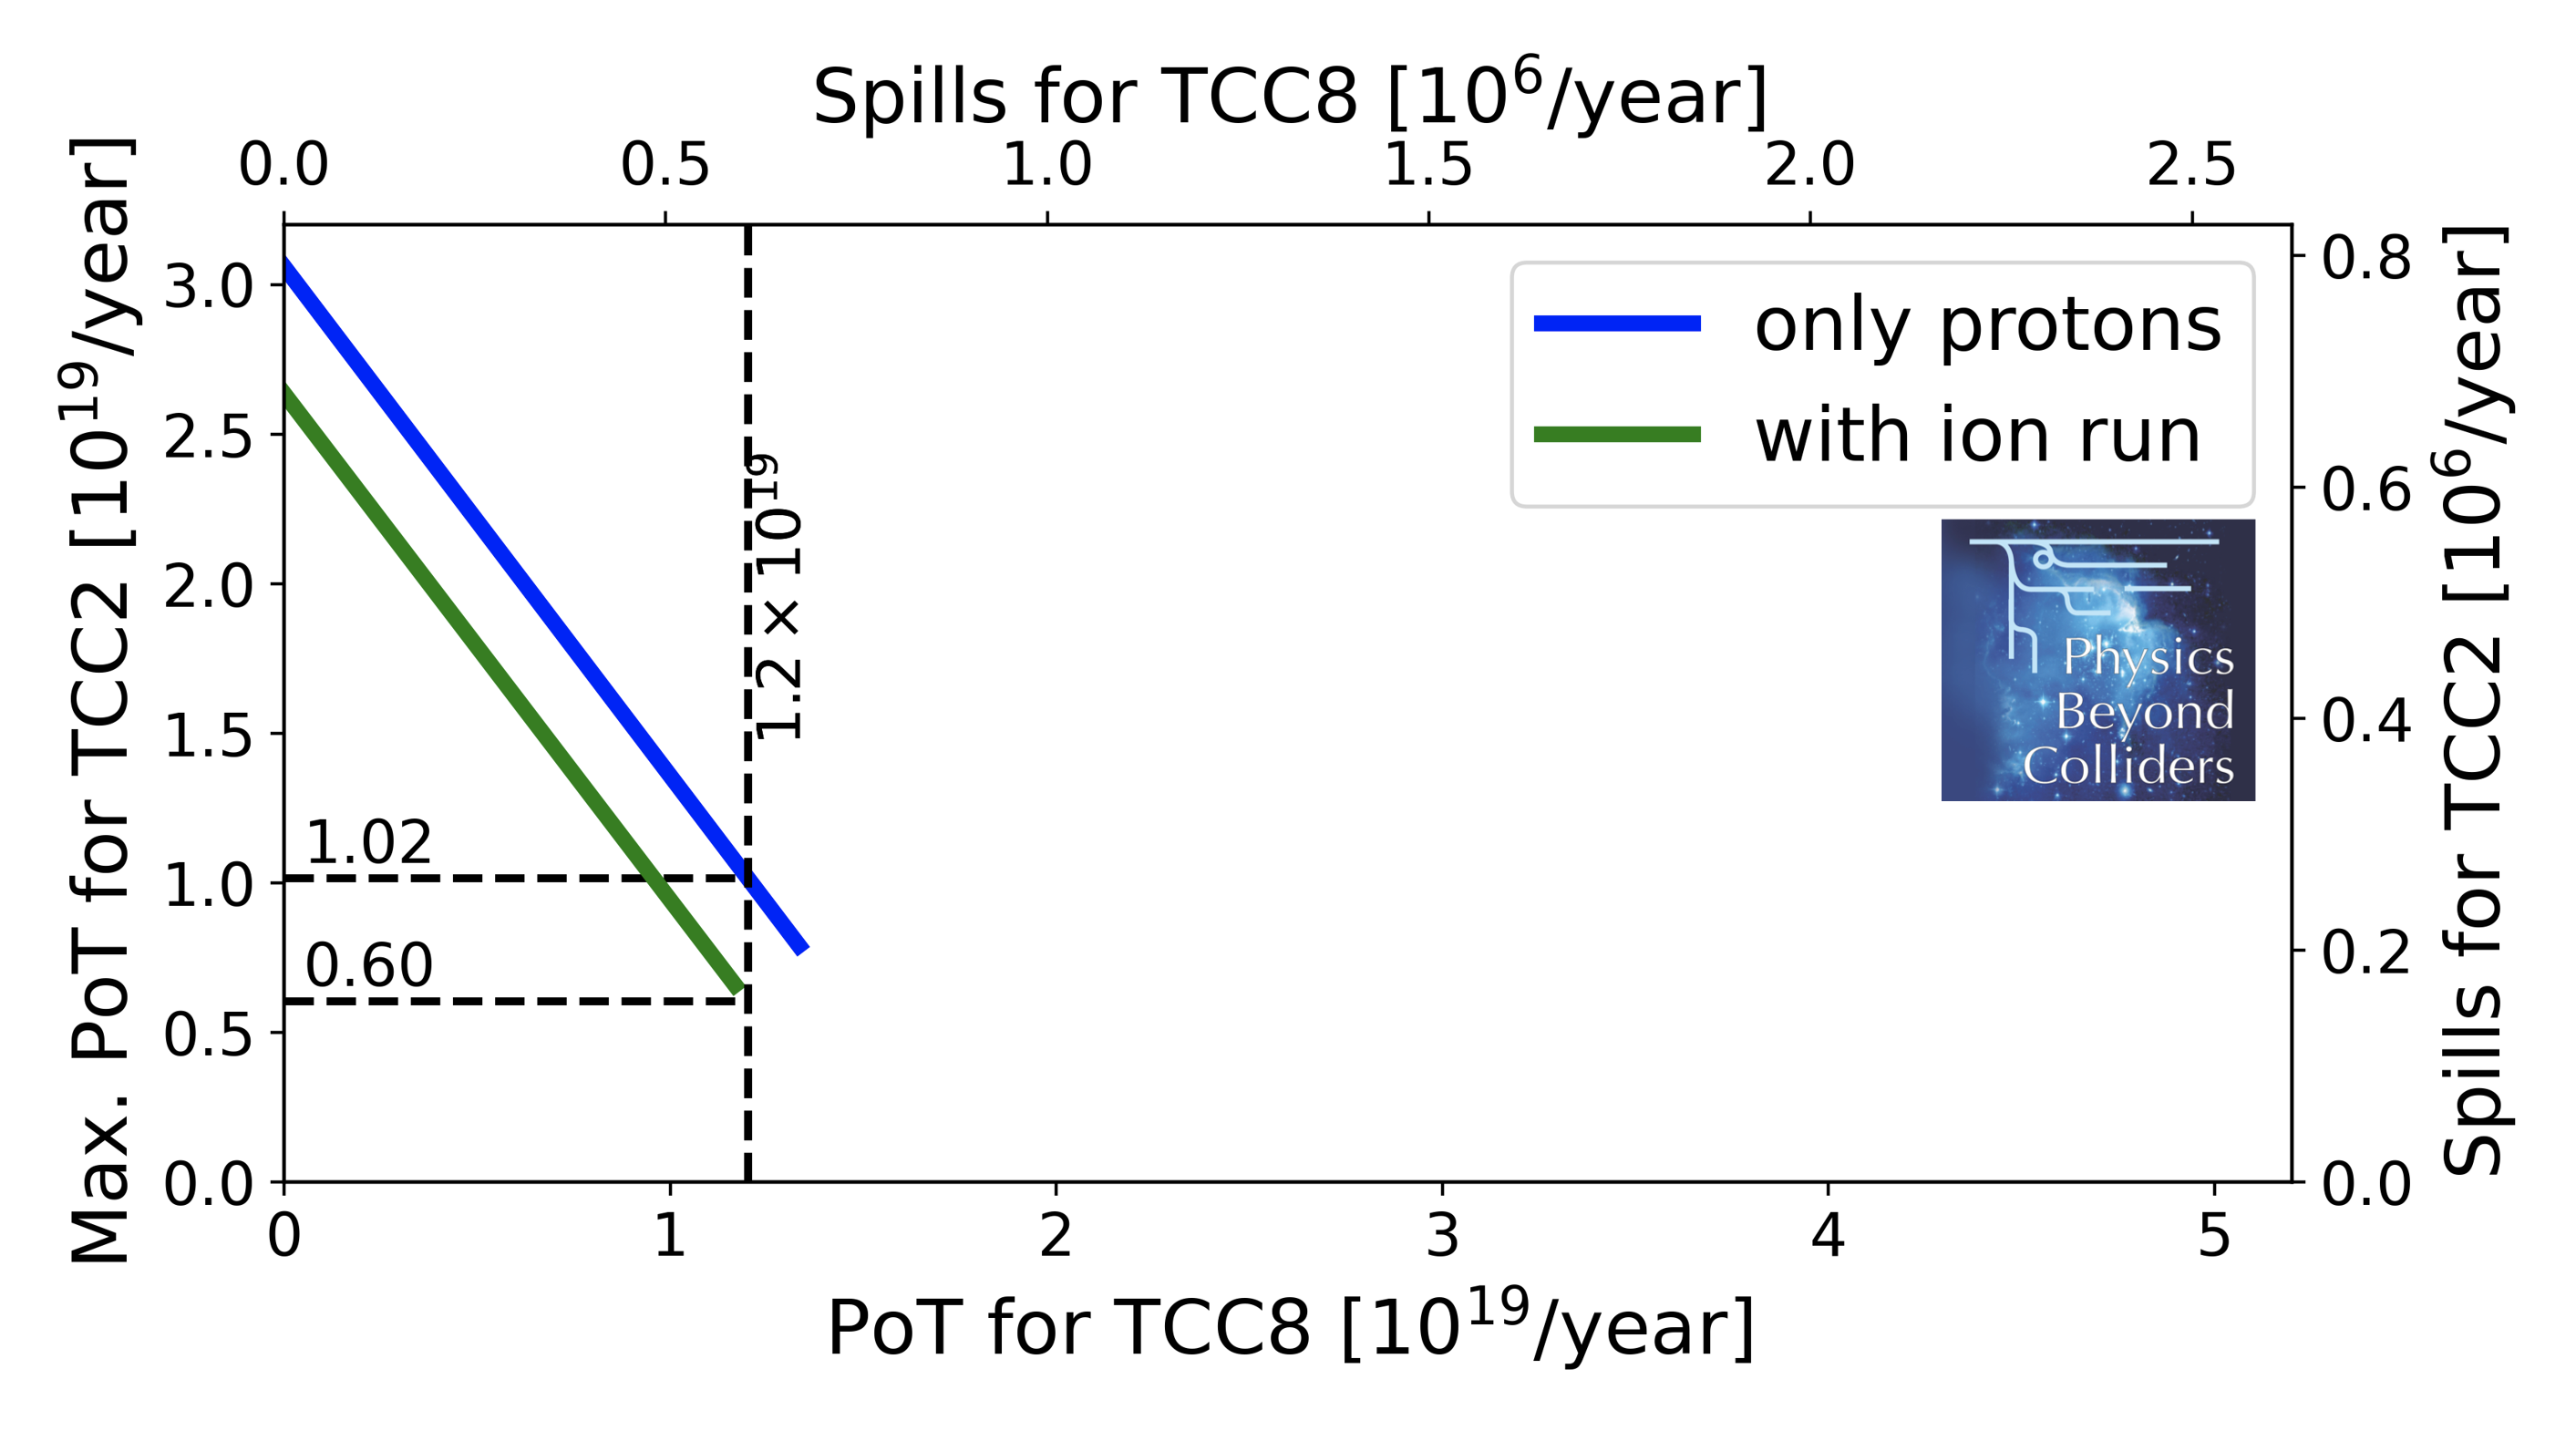 Spills for TCC8 [10⁶/year]
0.0 0.5 1.0 1.5 2.0 2.5
Max. PoT for TCC2 [10¹⁹/year]
3.0
2.5
2.0
1.5
1.0
0.5
0.0
1.2 × 10¹⁹
1.02
0.60
only protons
with ion run
Physics
Beyond
Colliders
0.8
0.6
0.4
0.2
0.0
Spills for TCC2 [10⁶/year]
0 1 2 3 4 5
PoT for TCC8 [10¹⁹/year]